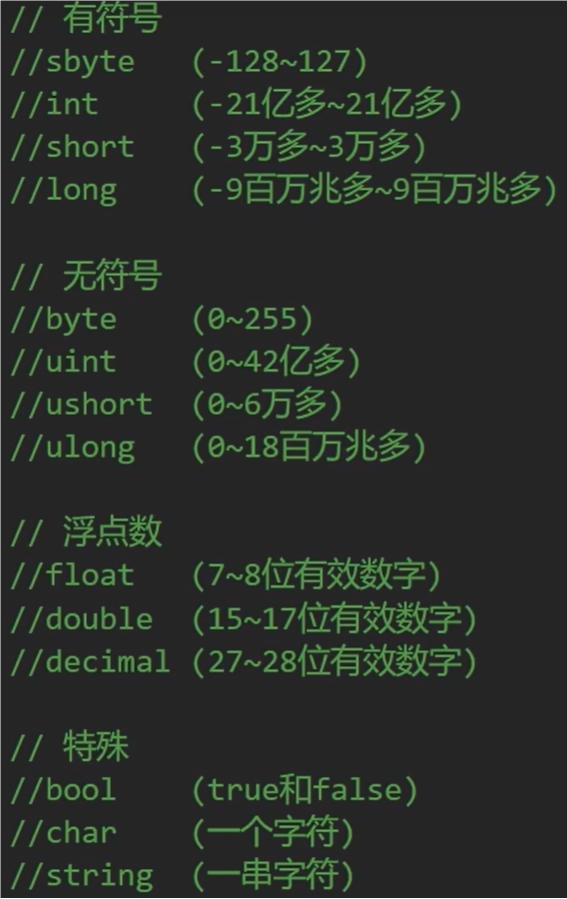 // 有符号
//sbyte   (-128~127)
//int     (-21亿多~21亿多)
//short   (-3万多~3万多)
//long    (-9百万兆多~9百万兆多)
// 无符号
//byte    (0~255)
//uint    (0~42亿多)
//ushort  (0~6万多)
//ulong   (0~18百万兆多)
// 浮点数
//float   (7~8位有效数字)
//double  (15~17位有效数字)
//decimal (27~28位有效数字)
// 特殊
//bool    (true和false)
//char    (一个字符)
//string  (一串字符)